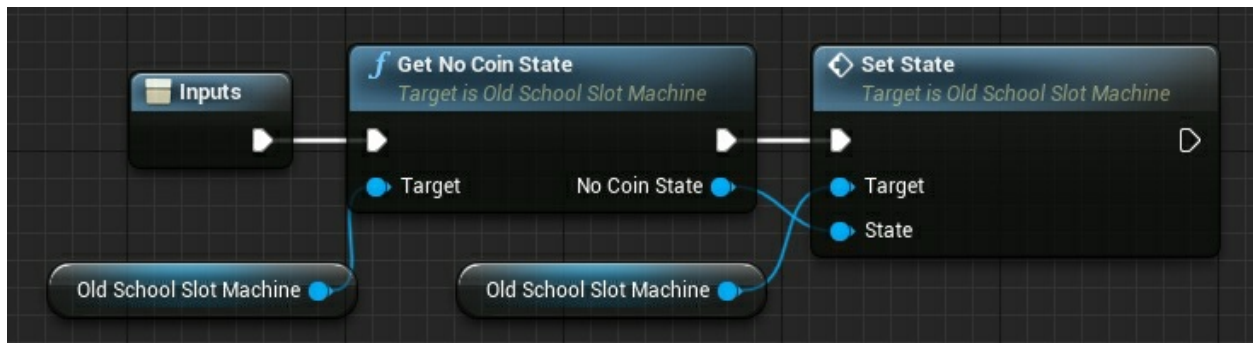 Inputs
f Get No Coin State
Target is Old School Slot Machine
Target
No Coin State
Set State
Target is Old School Slot Machine
Target
State
Old School Slot Machine
Old School Slot Machine